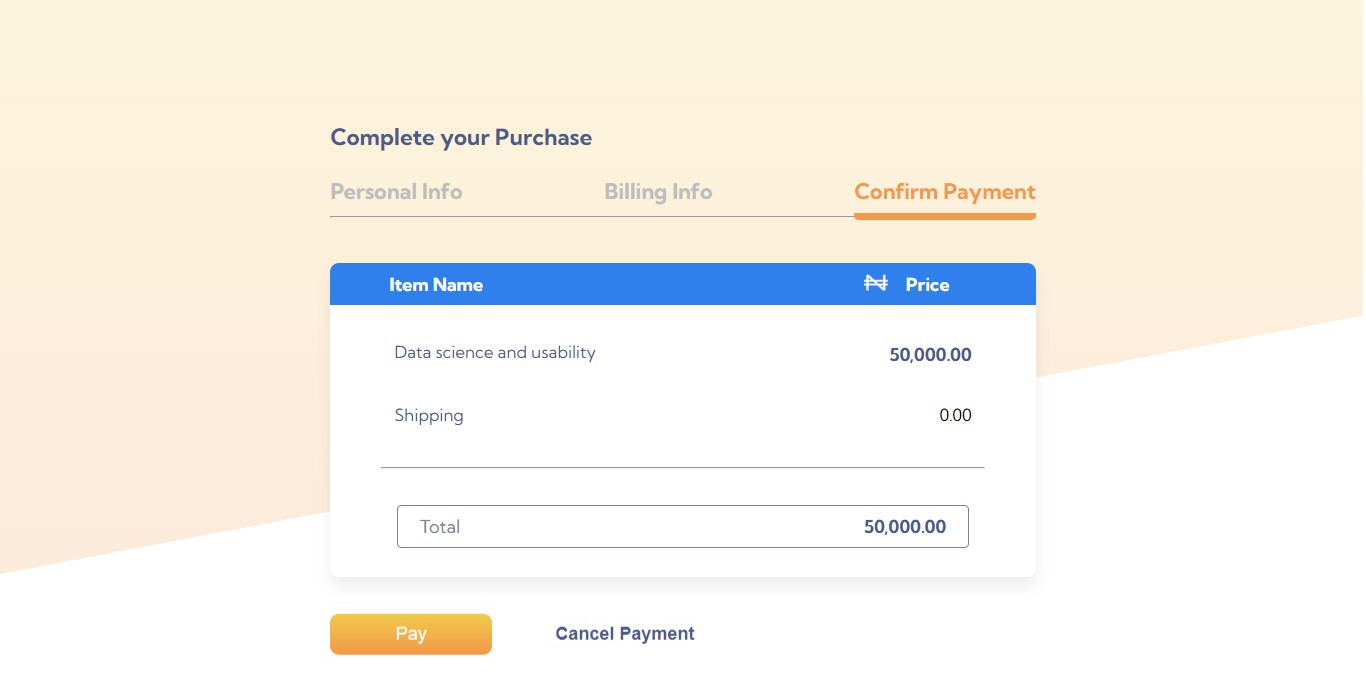 Complete your Purchase
Personal Info Billing Info Confirm Payment
Item Name ₦ Price
Data science and usability 50,000.00
Shipping 0.00
Total 50,000.00
Pay Cancel Payment